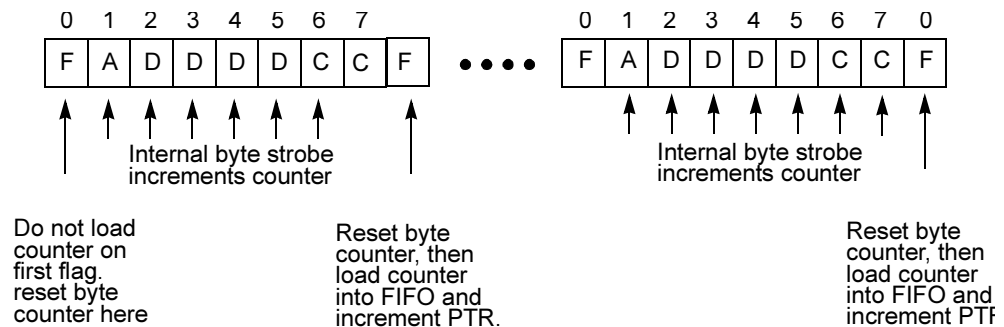 0 1 2 3 4 5 6 7 0 1 2 3 4 5 6 7 0
F A D D D D C C F F A D D D D C C F
Internal byte strobe
increments counter
Internal byte strobe
increments counter
Do not load
counter on
first flag.
reset byte
counter here
Reset byte
counter, then
load counter
into FIFO and
increment PTR.
Reset byte
counter, then
load counter
into FIFO and
increment PTR